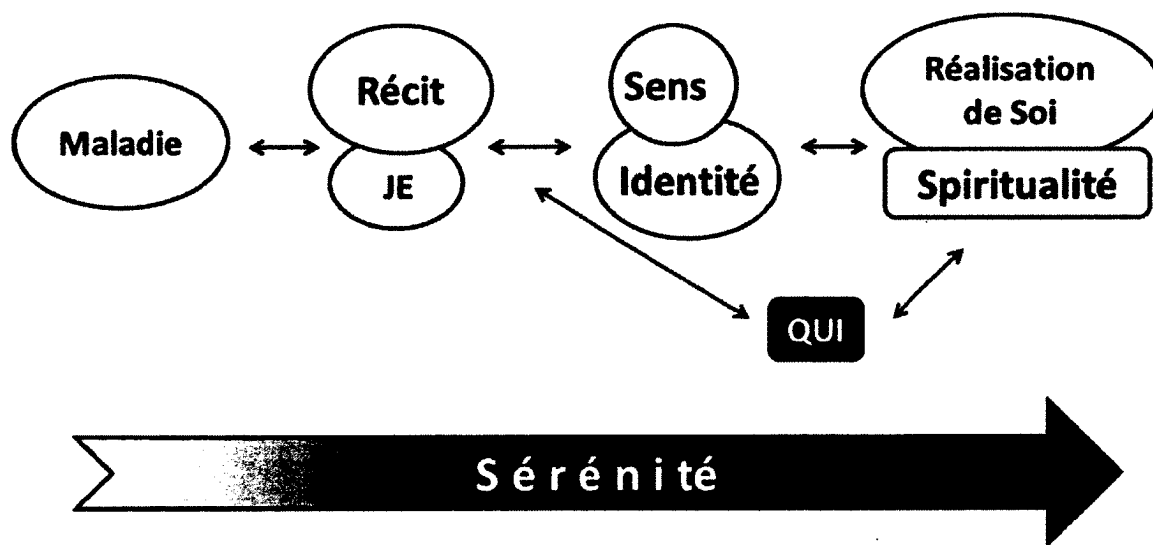 Maladie
Récit
JE
Sens
Identité
Réalisation
de Soi
Spiritualité
QUI
Sérénité